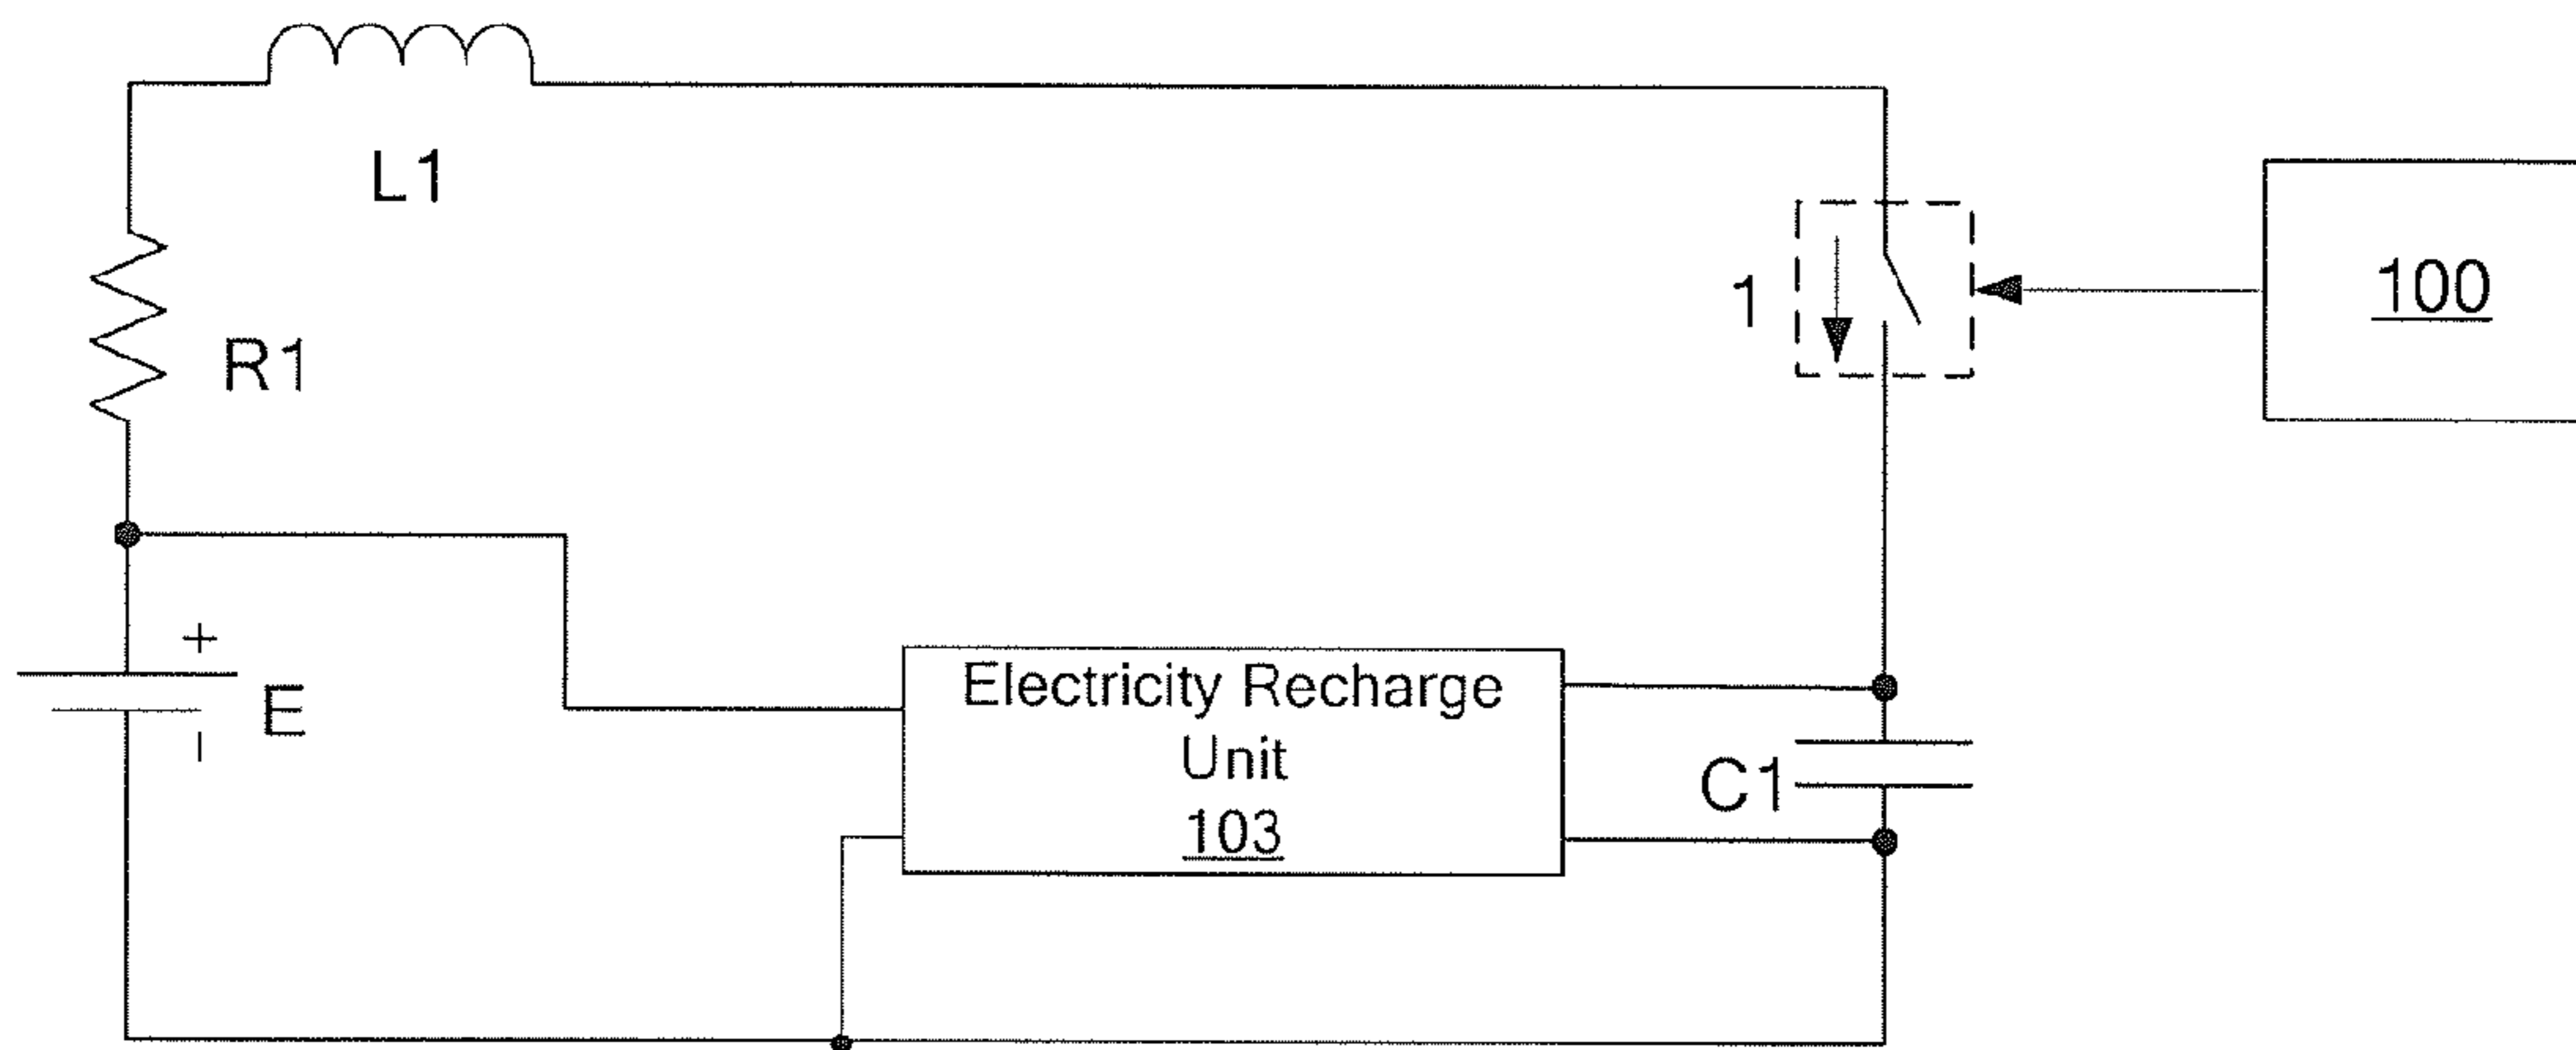 L1
R1
1
100
+
E
-
Electricity Recharge
Unit
103
C1